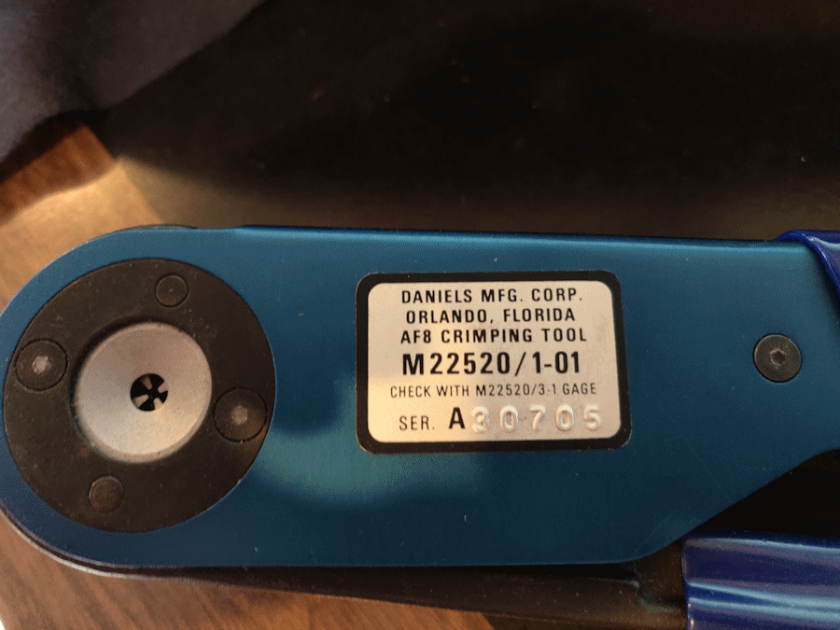 DANIELS MFG. CORP.
ORLANDO, FLORIDA
AF8 CRIMPING TOOL
M22520/1-01
CHECK WITH M22520/3-1 GAGE
SER. A30705